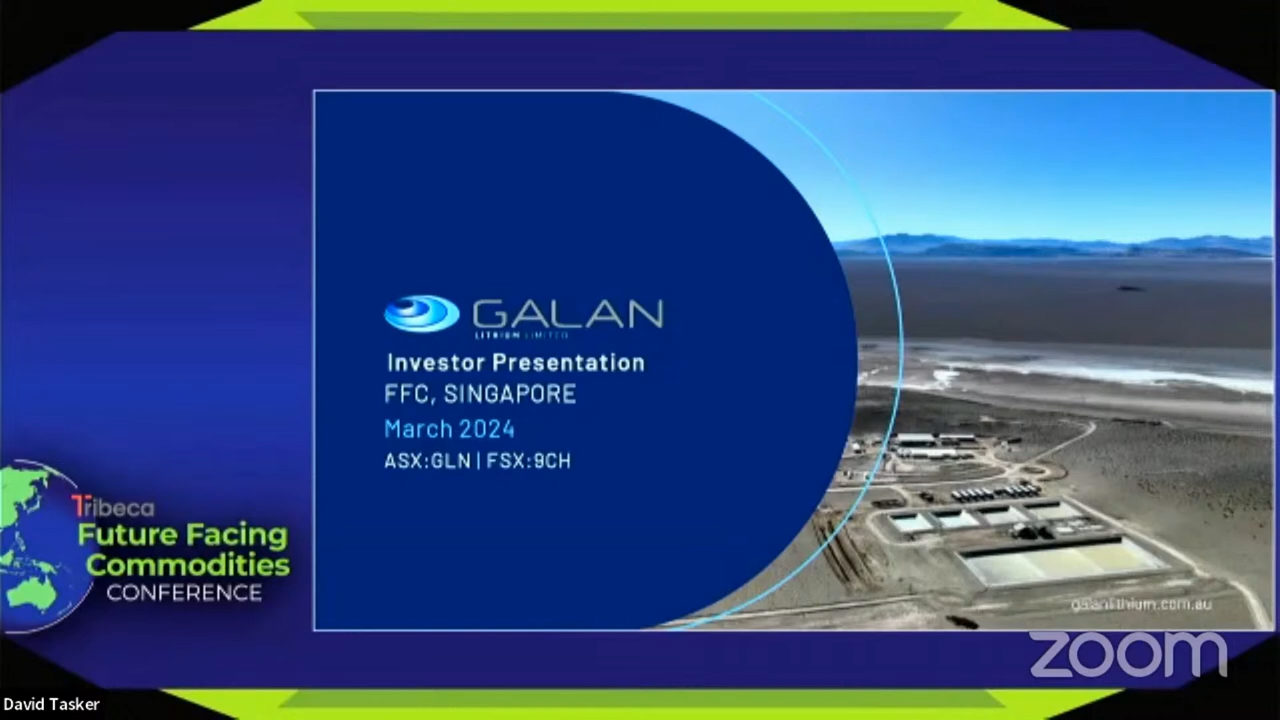 GALAN
LITHIUM LIMITED
Investor Presentation
FFC, SINGAPORE
March 2024
ASX:GLN | FSX:9CH
Tribeca
Future Facing
Commodities
CONFERENCE
galanlithium.com.au
zoom
David Tasker